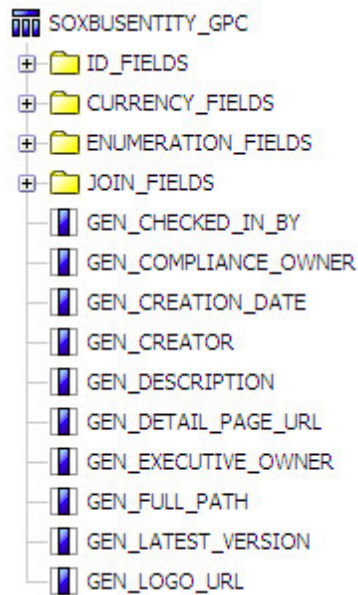 SOXBUSENTITY_GPC
ID_FIELDS
CURRENCY_FIELDS
ENUMERATION_FIELDS
JOIN_FIELDS
GEN_CHECKED_IN_BY
GEN_COMPLIANCE_OWNER
GEN_CREATION_DATE
GEN_CREATOR
GEN_DESCRIPTION
GEN_DETAIL_PAGE_URL
GEN_EXECUTIVE_OWNER
GEN_FULL_PATH
GEN_LATEST_VERSION
GEN_LOGO_URL